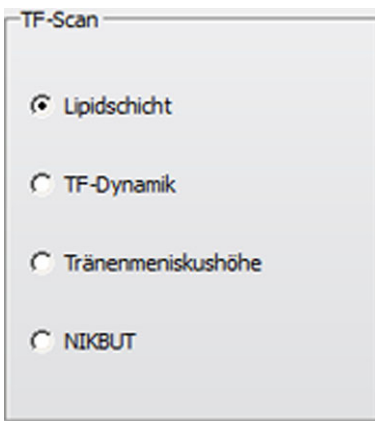 TF-Scan
Lipidschicht
TF-Dynamik
Tränenmeniskushöhe
NIKBUT